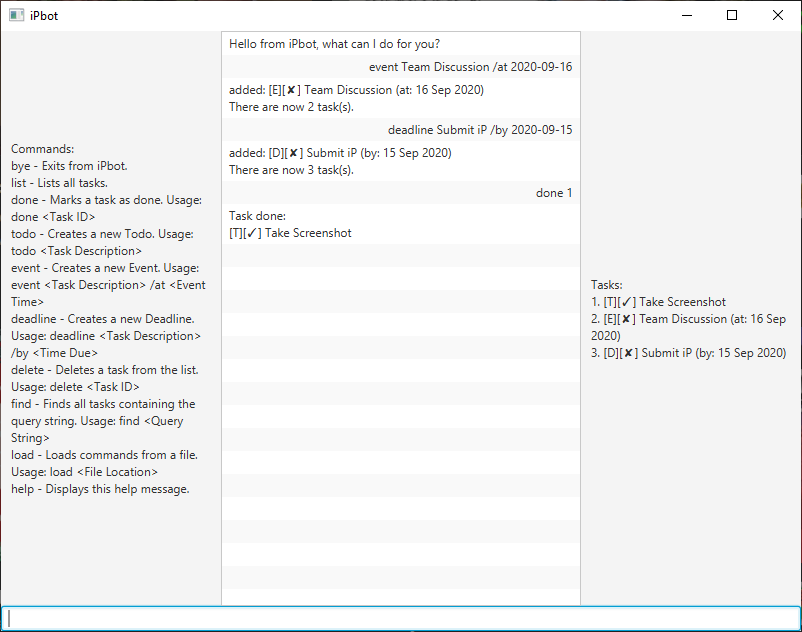 iPbot
Commands:
bye - Exits from iPbot.
list - Lists all tasks.
done - Marks a task as done. Usage:
done <Task ID>
todo - Creates a new Todo. Usage:
todo <Task Description>
event - Creates a new Event. Usage:
event <Task Description> /at <Event
Time>
deadline - Creates a new Deadline.
Usage: deadline <Task Description>
/by <Time Due>
delete - Deletes a task from the list.
Usage: delete <Task ID>
find - Finds all tasks containing the
query string. Usage: find <Query
String>
load - Loads commands from a file.
Usage: load <File Location>
help - Displays this help message.
Hello from iPbot, what can I do for you?
event Team Discussion /at 2020-09-16
added: [E][✘] Team Discussion (at: 16 Sep 2020)
There are now 2 task(s).
deadline Submit iP /by 2020-09-15
added: [D][✘] Submit iP (by: 15 Sep 2020)
There are now 3 task(s).
done 1
Task done:
[T][✓] Take Screenshot
Tasks:
1. [T][✓] Take Screenshot
2. [E][✘] Team Discussion (at: 16 Sep
2020)
3. [D][✘] Submit iP (by: 15 Sep 2020)